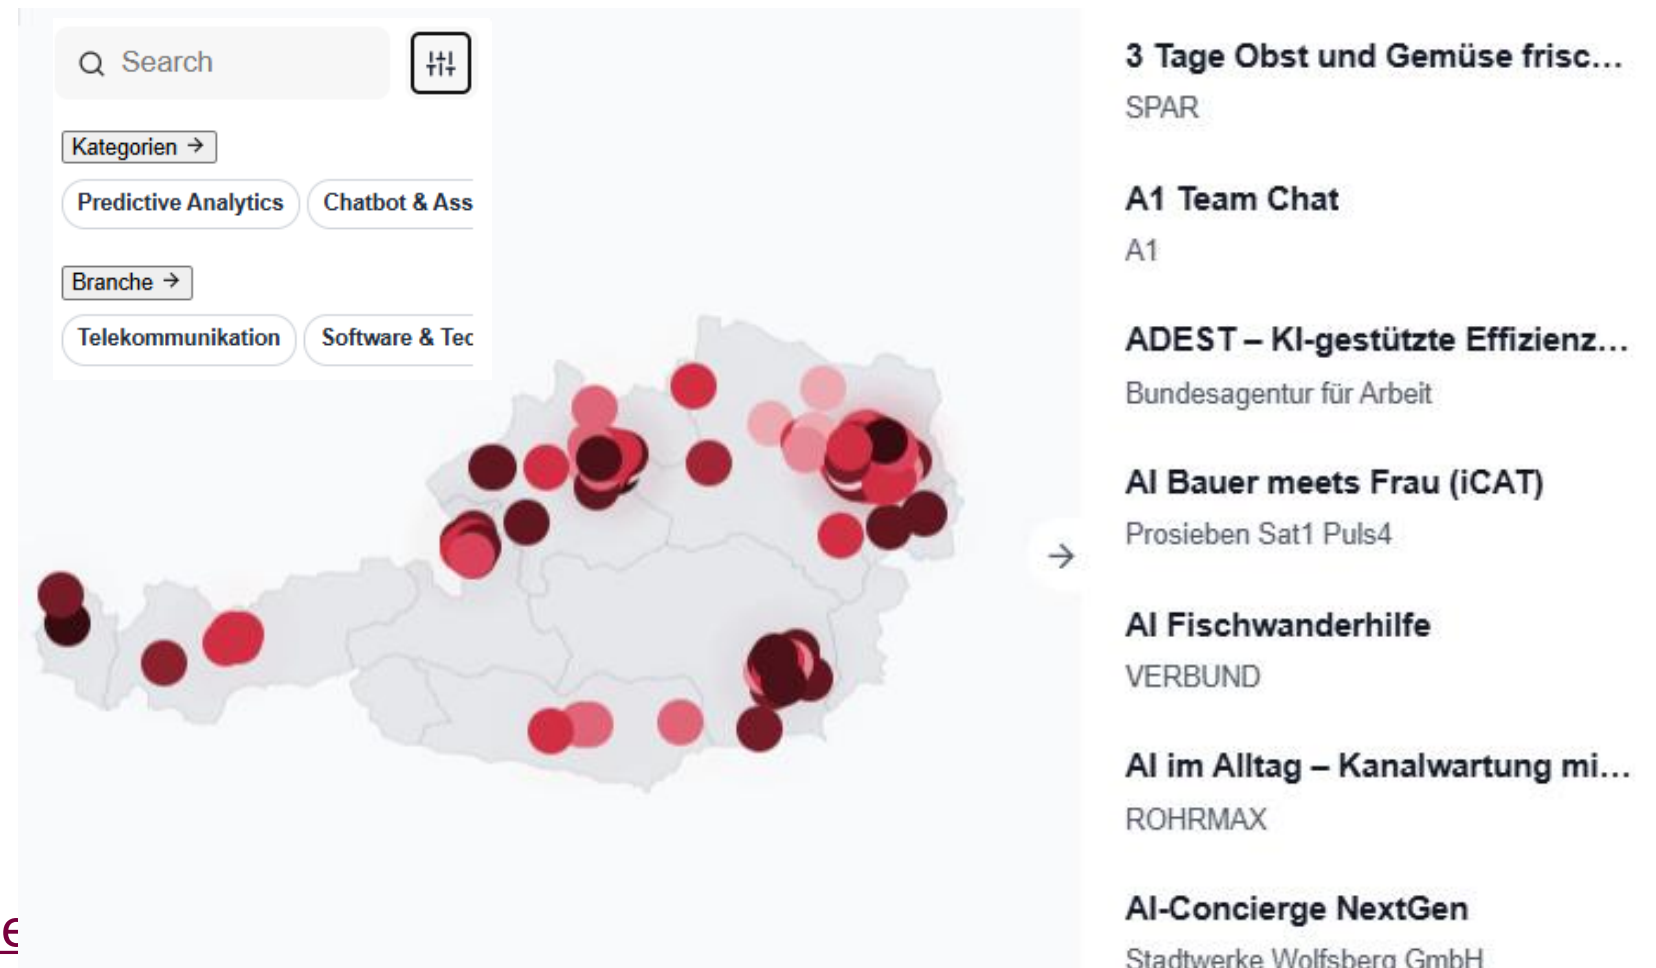 Search
Kategorien →
Predictive Analytics
Chatbot & Ass
Branche →
Telekommunikation
Software & Tec
3 Tage Obst und Gemüse frisc...
SPAR
A1 Team Chat
A1
ADEST – KI-gestützte Effizienz...
Bundesagentur für Arbeit
AI Bauer meets Frau (iCAT)
Prosieben Sat1 Puls4
AI Fischwanderhilfe
VERBUND
AI im Alltag – Kanalwartung mi...
ROHRMAX
AI-Concierge NextGen
Stadtwerke Wolfsberg GmbH
e